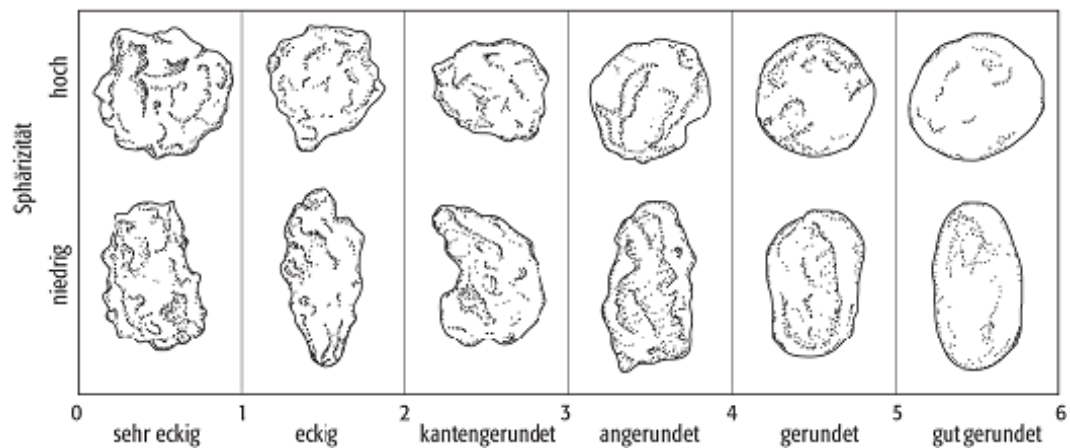 Sphärizität
hoch
niedrig
0 1 2 3 4 5 6
sehr eckig eckig kantengerundet angerundet gerundet gut gerundet